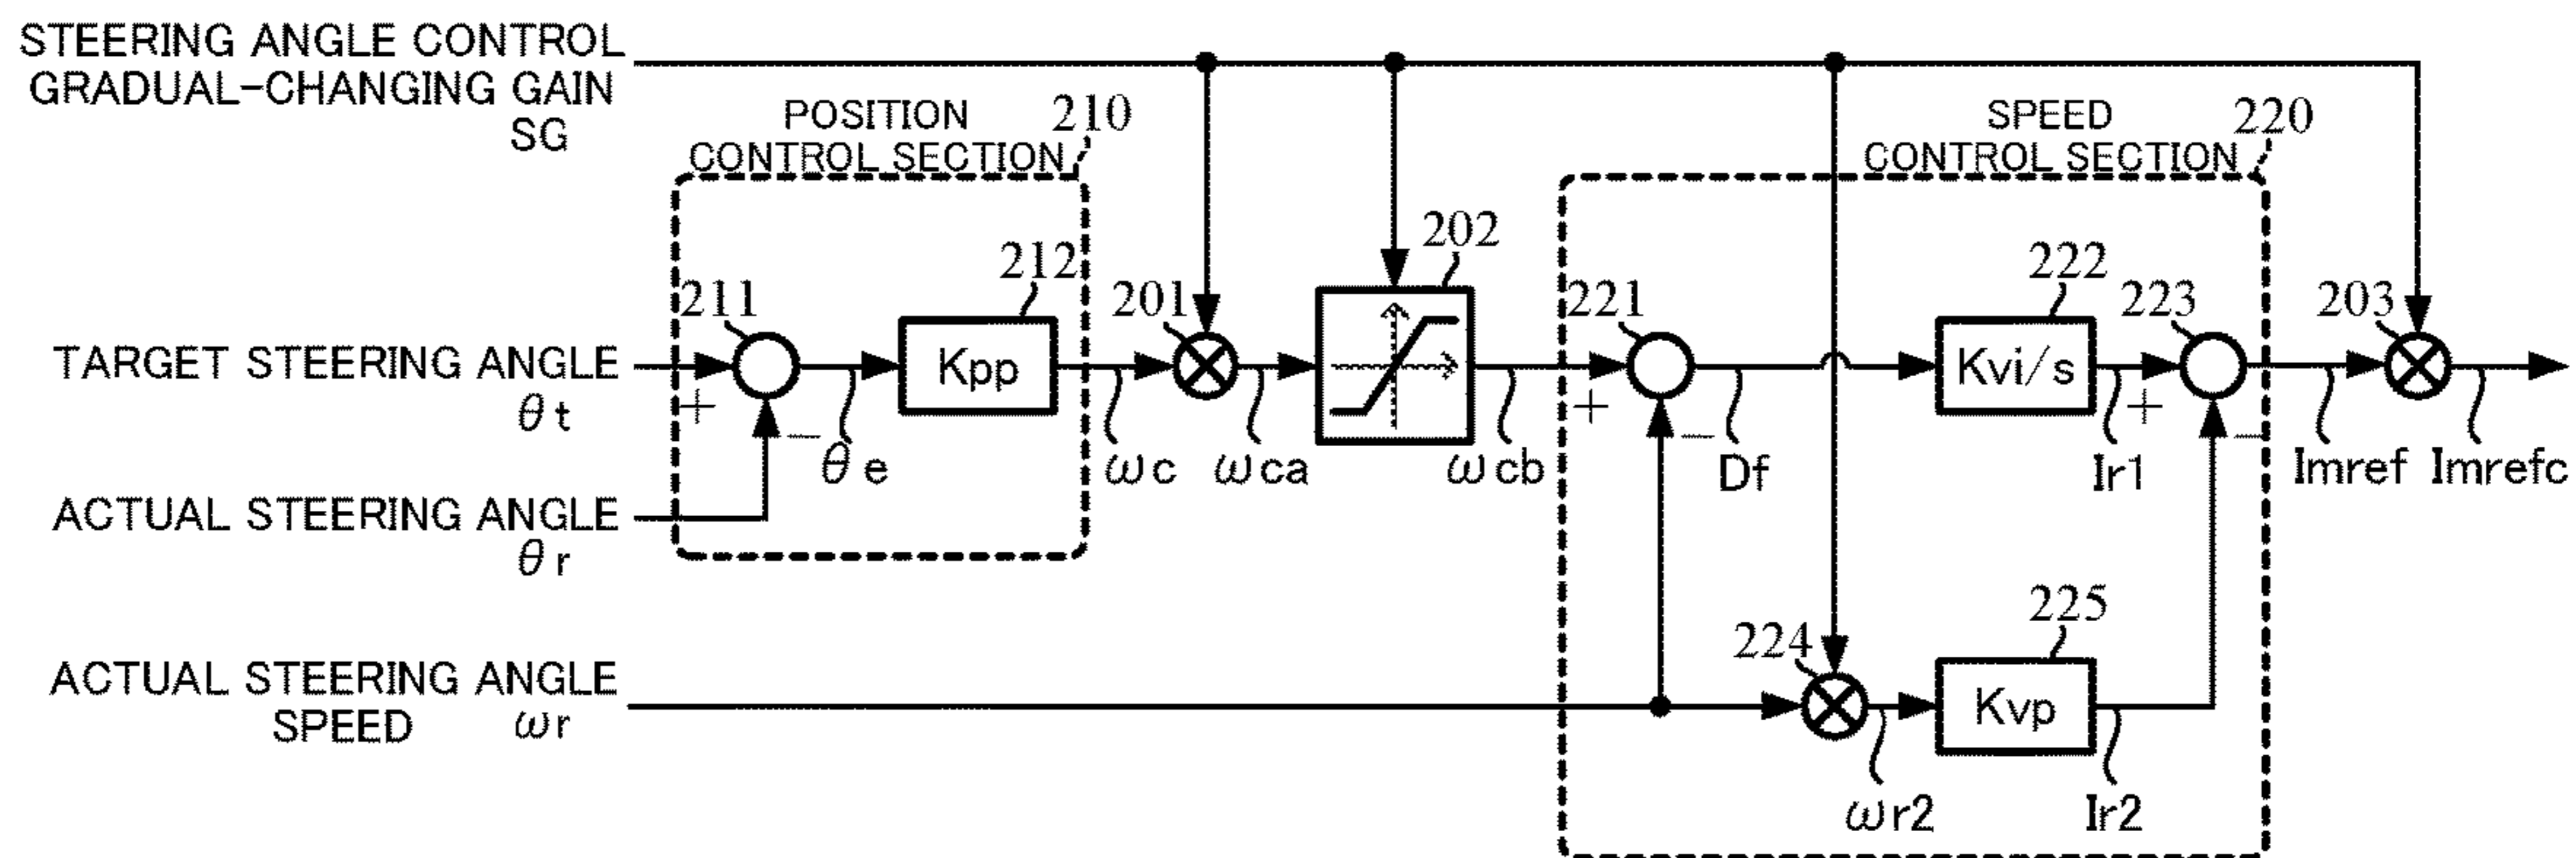 STEERING ANGLE CONTROL
GRADUAL-CHANGING GAIN
SG
POSITION
CONTROL SECTION
210
SPEED
CONTROL SECTION
220
202
211
212
201
221
222
223
203
TARGET STEERING ANGLE
θt
+
−
θe
Kpp
ωc
ωca
ωcb
+
−
Df
Kvi/s
Ir1
+
−
Imref
Imrefc
ACTUAL STEERING ANGLE
θr
224
225
ACTUAL STEERING ANGLE
SPEED ωr
Kvp
ωr2
Ir2